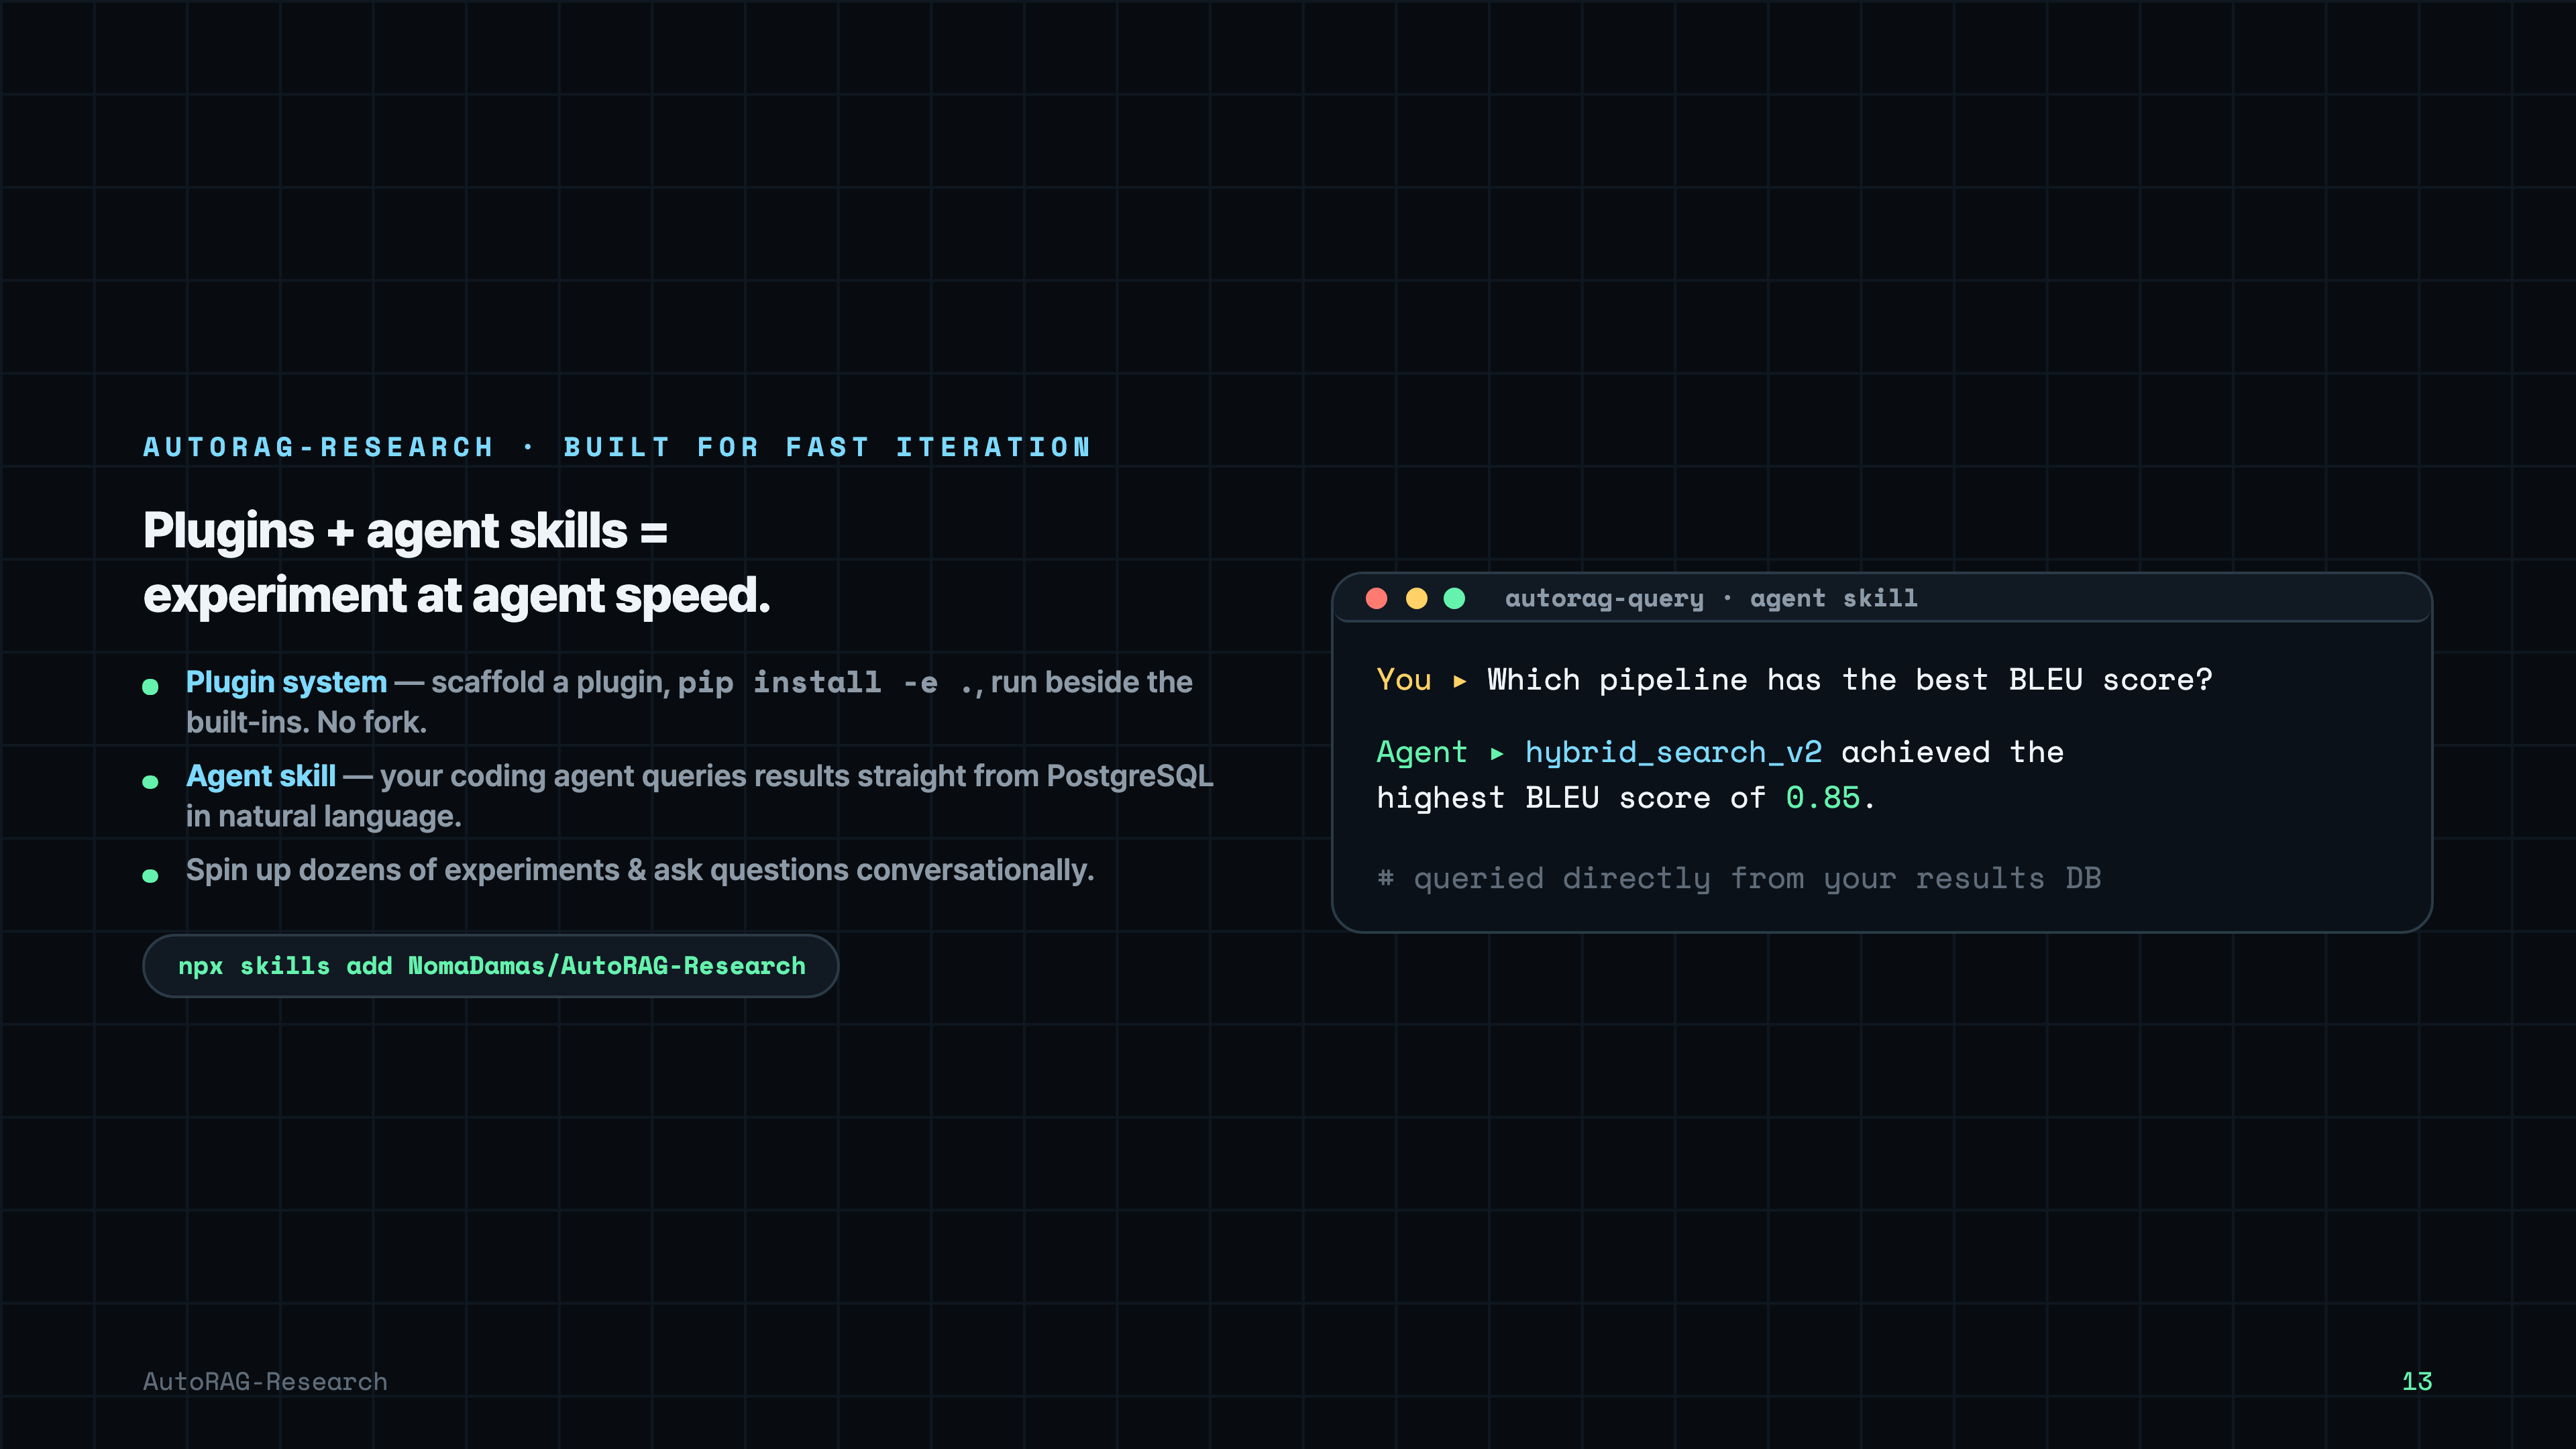 AUTORAG-RESEARCH · BUILT FOR FAST ITERATION
Plugins + agent skills =
experiment at agent speed.
Plugin system — scaffold a plugin, pip install -e ., run beside the
built-ins. No fork.
Agent skill — your coding agent queries results straight from PostgreSQL
in natural language.
Spin up dozens of experiments & ask questions conversationally.
npx skills add NomaDamas/AutoRAG-Research
autorag-query · agent skill
You ▸ Which pipeline has the best BLEU score?
Agent ▸ hybrid_search_v2 achieved the
highest BLEU score of 0.85.
# queried directly from your results DB
AutoRAG-Research
13